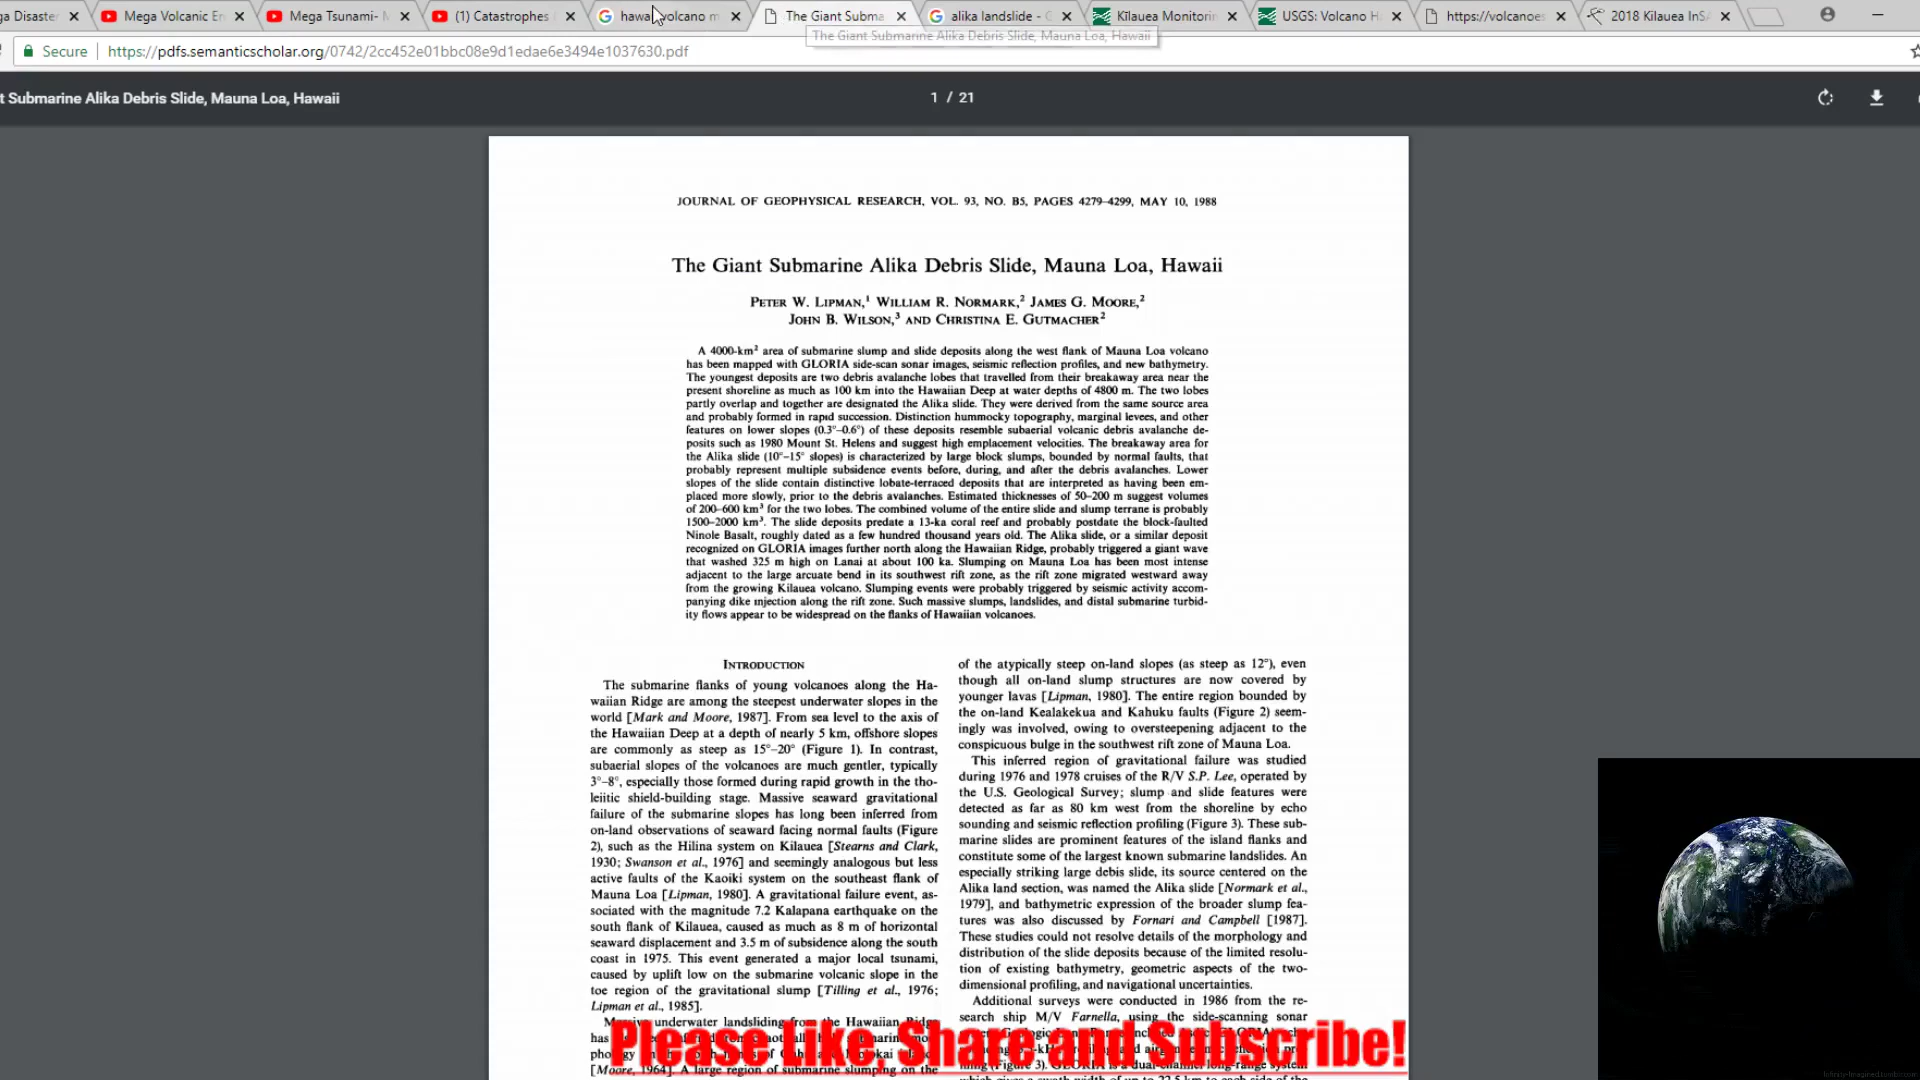 ga Disaster
Mega Volcanic Er
Mega Tsunami-
(1) Catastrophes
hawaii volcano m
The Giant Subma
alika landslide - G
Kīlauea Monitorin
USGS: Volcano H
https://volcanoes
2018 Kilauea InSA
The Giant Submarine Alika Debris Slide, Mauna Loa, Hawaii
Secure
https://pdfs.semanticscholar.org/0742/2cc452e01bbc08e9d1edae6e3494e1037630.pdf
t Submarine Alika Debris Slide, Mauna Loa, Hawaii
1 / 21
JOURNAL OF GEOPHYSICAL RESEARCH, VOL. 93, NO. B5, PAGES 4279–4299, MAY 10, 1988
The Giant Submarine Alika Debris Slide, Mauna Loa, Hawaii
PETER W. LIPMAN,¹ WILLIAM R. NORMARK,² JAMES G. MOORE,²
JOHN B. WILSON,³ AND CHRISTINA E. GUTMACHER²
A 4000-km² area of submarine slump and slide deposits along the west flank of Mauna Loa volcano
has been mapped with GLORIA side-scan sonar images, seismic reflection profiles, and new bathymetry.
The youngest deposits are two debris avalanche lobes that travelled from their breakaway area near the
present shoreline as much as 100 km into the Hawaiian Deep at water depths of 4800 m. The two lobes
partly overlap and together are designated the Alika slide. They were derived from the same source area
and probably formed in rapid succession. Distinction hummocky topography, marginal levees, and other
features on lower slopes (0.3°–0.6°) of these deposits resemble subaerial volcanic debris avalanche de-
posits such as 1980 Mount St. Helens and suggest high emplacement velocities. The breakaway area for
the Alika slide (10°–15° slopes) is characterized by large block slumps, bounded by normal faults, that
probably represent multiple subsidence events before, during, and after the debris avalanches. Lower
slopes of the slide contain distinctive lobate-terraced deposits that are interpreted as having been em-
placed more slowly, prior to the debris avalanches. Estimated thicknesses of 50–200 m suggest volumes
of 200–600 km³ for the two lobes. The combined volume of the entire slide and slump terrane is probably
1500–2000 km³. The slide deposits predate a 13-ka coral reef and probably postdate the block-faulted
Ninole Basalt, roughly dated as a few hundred thousand years old. The Alika slide, or a similar deposit
recognized on GLORIA images further north along the Hawaiian Ridge, probably triggered a giant wave
that washed 325 m high on Lanai at about 100 ka. Slumping on Mauna Loa has been most intense
adjacent to the large arcuate bend in its southwest rift zone, as the rift zone migrated westward away
from the growing Kilauea volcano. Slumping events were probably triggered by seismic activity accom-
panying dike injection along the rift zone. Such massive slumps, landslides, and distal submarine turbid-
ity flows appear to be widespread on the flanks of Hawaiian volcanoes.
INTRODUCTION
The submarine flanks of young volcanoes along the Ha-
waiian Ridge are among the steepest underwater slopes in the
world [Mark and Moore, 1987]. From sea level to the axis of
the Hawaiian Deep at a depth of nearly 5 km, offshore slopes
are commonly as steep as 15°–20° (Figure 1). In contrast,
subaerial slopes of the volcanoes are much gentler, typically
3°–8°, especially those formed during rapid growth in the tho-
leiitic shield-building stage. Massive seaward gravitational
failure of the submarine slopes has long been inferred from
on-land observations of seaward facing normal faults (Figure
2), such as the Hilina system on Kilauea [Stearns and Clark,
1930; Swanson et al., 1976] and seemingly analogous but less
active faults of the Kaoiki system on the southeast flank of
Mauna Loa [Lipman, 1980]. A gravitational failure event, as-
sociated with the magnitude 7.2 Kalapana earthquake on the
south flank of Kilauea, caused as much as 8 m of horizontal
seaward displacement and 3.5 m of subsidence along the south
coast in 1975. This event generated a major local tsunami,
caused by uplift low on the submarine volcanic slope in the
toe region of the gravitational slump [Tilling et al., 1976;
Lipman et al., 1985].
Massive underwater landsliding from the Hawaiian Ridge
has
[Moore, 1964]. A large region of submarine slumping on the
of the atypically steep on-land slopes (as steep as 12°), even
though all on-land slump structures are now covered by
younger lavas [Lipman, 1980]. The entire region bounded by
the on-land Kealakekua and Kahuku faults (Figure 2) seem-
ingly was involved, owing to oversteepening adjacent to the
conspicuous bulge in the southwest rift zone of Mauna Loa.
This inferred region of gravitational failure was studied
during 1976 and 1978 cruises of the R/V S.P. Lee, operated by
the U.S. Geological Survey; slump and slide features were
detected as far as 80 km west from the shoreline by echo
sounding and seismic reflection profiling (Figure 3). These sub-
marine slides are prominent features of the island flanks and
constitute some of the largest known submarine landslides. An
especially striking large debis slide, its source centered on the
Alika land section, was named the Alika slide [Normark et al.,
1979], and bathymetric expression of the broader slump fea-
tures was also discussed by Fornari and Campbell [1987].
These studies could not resolve details of the morphology and
distribution of the slide deposits because of the limited resolu-
tion of existing bathymetry, geometric aspects of the two-
dimensional profiling, and navigational uncertainties.
Additional surveys were conducted in 1986 from the re-
search ship M/V Farnella, using the side-scanning sonar
(Figure 3). GLORIA is a dual-channel long-range system
Please Like, Share and Subscribe!